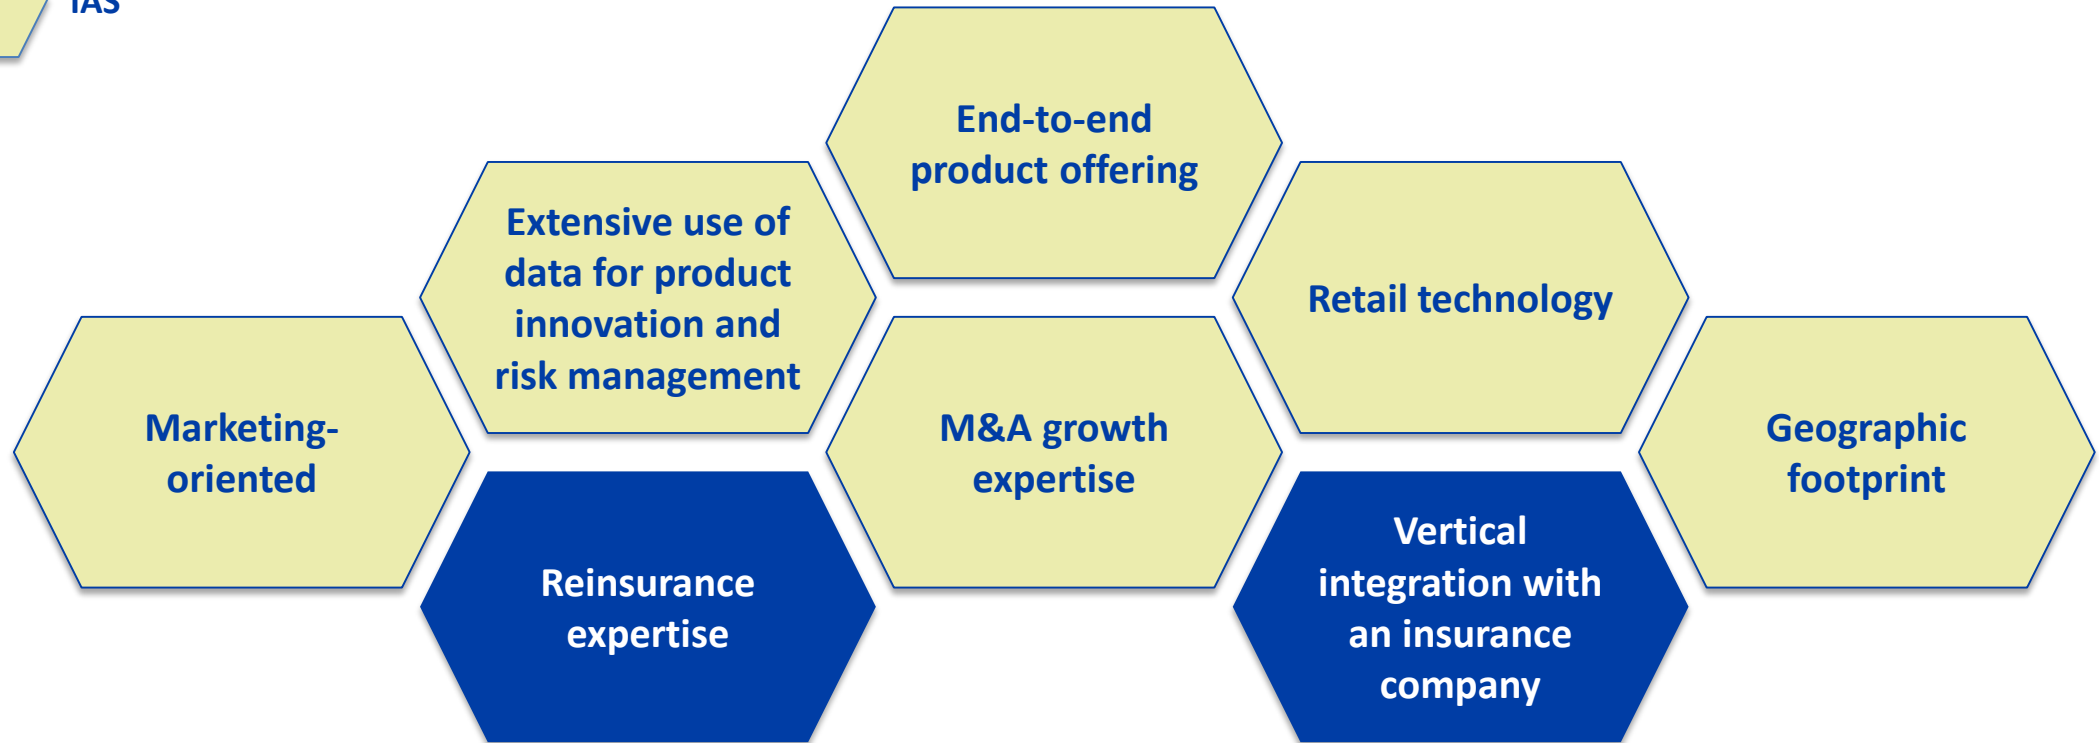 IAS
End-to-end
product offering
Extensive use of
data for product
innovation and
risk management
Retail technology
Marketing-
oriented
M&A growth
expertise
Geographic
footprint
Reinsurance
expertise
Vertical
integration with
an insurance
company